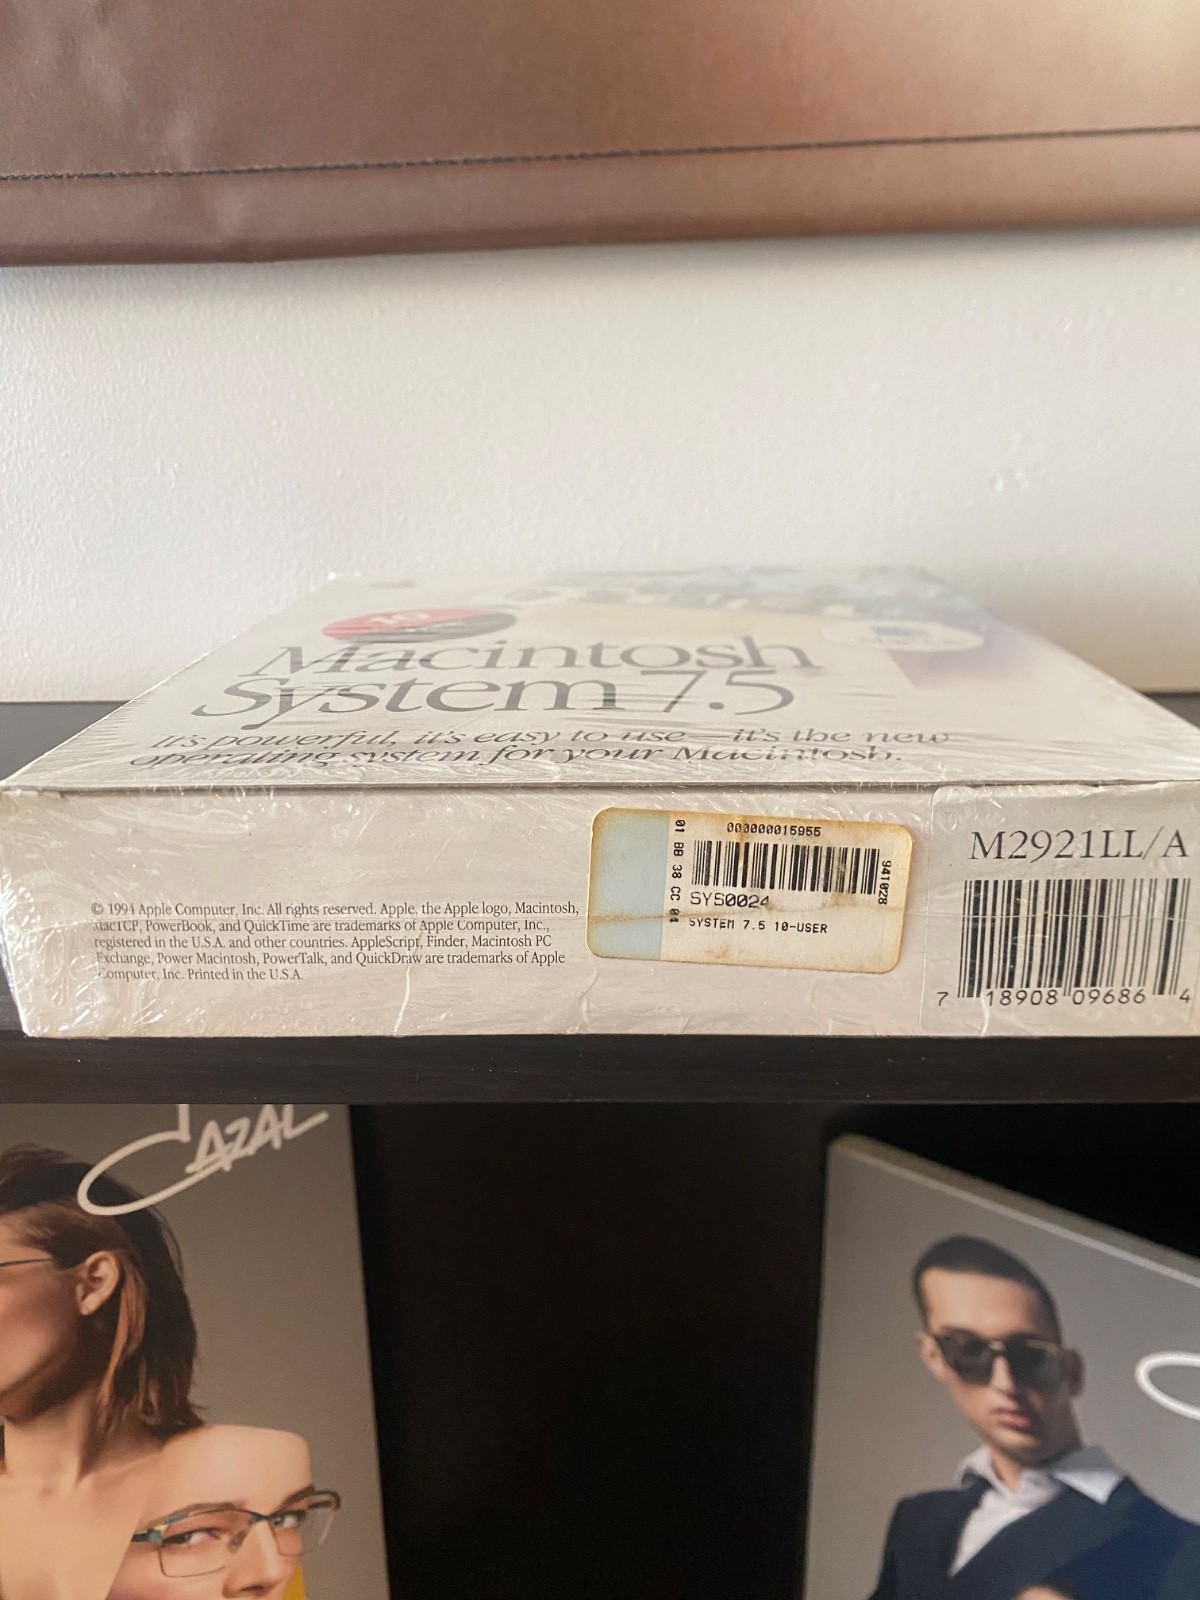 10
Macintosh
System 7.5
It's powerful, it's easy to use—it's the new
operating system for your Macintosh.
© 1994 Apple Computer, Inc. All rights reserved. Apple, the Apple logo, Macintosh,
MacTCP, PowerBook, and QuickTime are trademarks of Apple Computer, Inc.,
registered in the U.S.A. and other countries. AppleScript, Finder, Macintosh PC
Exchange, Power Macintosh, PowerTalk, and QuickDraw are trademarks of Apple
Computer, Inc. Printed in the U.S.A.
01 BB 38 CC 04
000000015955
941028
SY50024
SYSTEM 7.5 10-USER
M2921LL/A
7 18908 09686 4
CAZAL